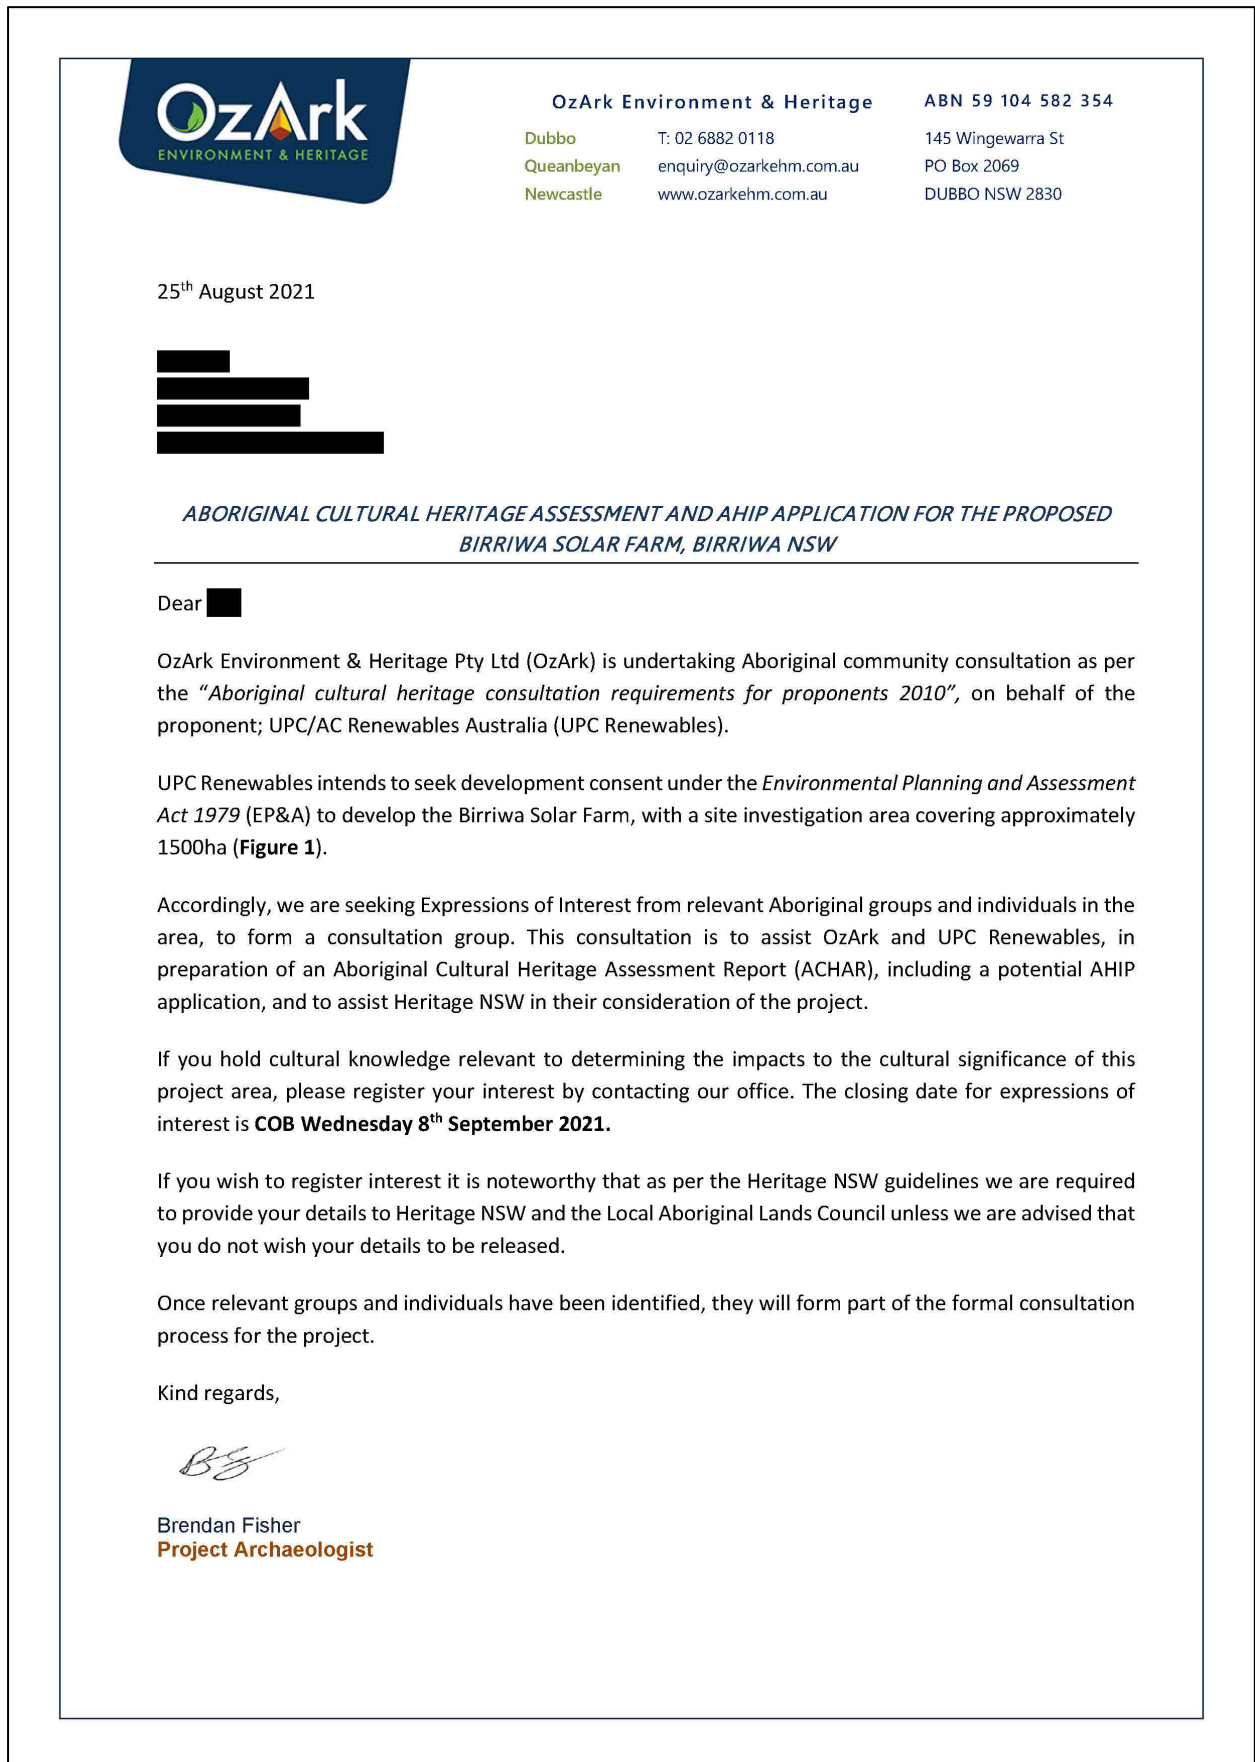 OzArk
ENVIRONMENT & HERITAGE
OzArk Environment & Heritage
ABN 59 104 582 354
Dubbo T: 02 6882 0118 145 Wingewarra St
Queanbeyan enquiry@ozarkehm.com.au PO Box 2069
Newcastle www.ozarkehm.com.au DUBBO NSW 2830
25th August 2021
ABORIGINAL CULTURAL HERITAGE ASSESSMENT AND AHIP APPLICATION FOR THE PROPOSED
BIRRIWA SOLAR FARM, BIRRIWA NSW
Dear
OzArk Environment & Heritage Pty Ltd (OzArk) is undertaking Aboriginal community consultation as per
the “Aboriginal cultural heritage consultation requirements for proponents 2010”, on behalf of the
proponent; UPC/AC Renewables Australia (UPC Renewables).
UPC Renewables intends to seek development consent under the Environmental Planning and Assessment
Act 1979 (EP&A) to develop the Birriwa Solar Farm, with a site investigation area covering approximately
1500ha (Figure 1).
Accordingly, we are seeking Expressions of Interest from relevant Aboriginal groups and individuals in the
area, to form a consultation group. This consultation is to assist OzArk and UPC Renewables, in
preparation of an Aboriginal Cultural Heritage Assessment Report (ACHAR), including a potential AHIP
application, and to assist Heritage NSW in their consideration of the project.
If you hold cultural knowledge relevant to determining the impacts to the cultural significance of this
project area, please register your interest by contacting our office. The closing date for expressions of
interest is COB Wednesday 8th September 2021.
If you wish to register interest it is noteworthy that as per the Heritage NSW guidelines we are required
to provide your details to Heritage NSW and the Local Aboriginal Lands Council unless we are advised that
you do not wish your details to be released.
Once relevant groups and individuals have been identified, they will form part of the formal consultation
process for the project.
Kind regards,
Brendan Fisher
Project Archaeologist